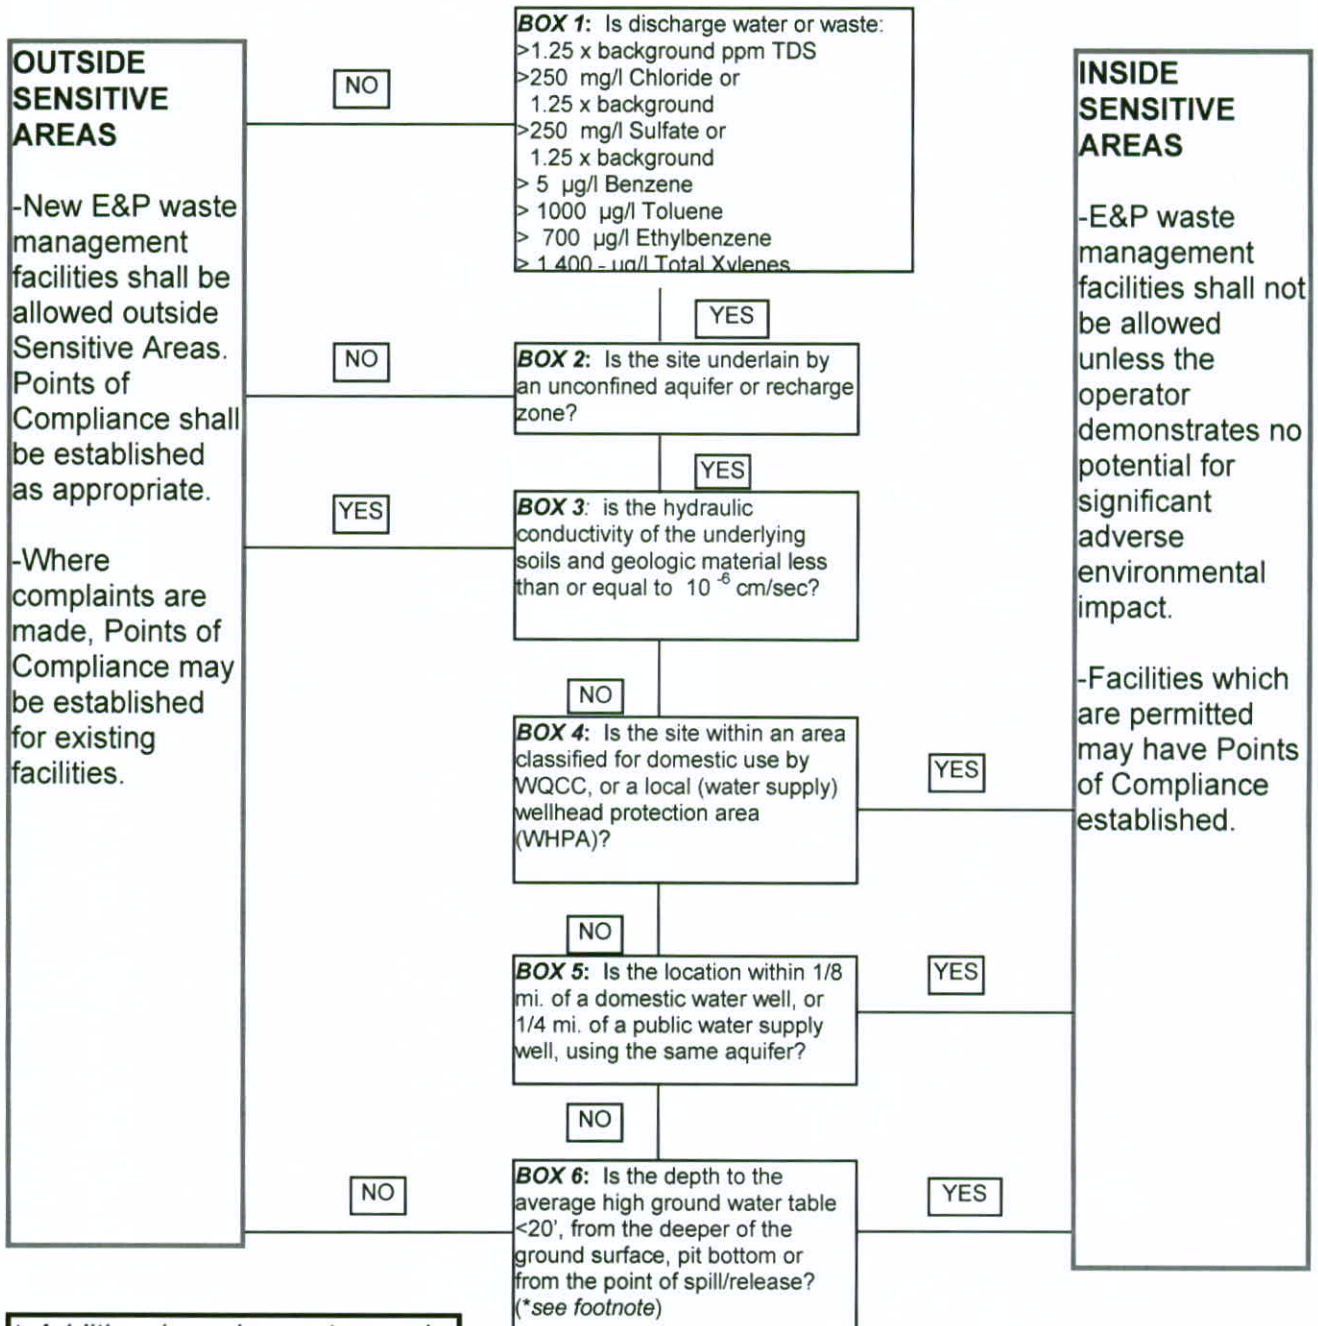 OUTSIDE
SENSITIVE
AREAS
-New E&P waste
management
facilities shall be
allowed outside
Sensitive Areas.
Points of
Compliance shall
be established
as appropriate.
-Where
complaints are
made, Points of
Compliance may
be established
for existing
facilities.
NO
BOX 1: Is discharge water or waste:
>1.25 x background ppm TDS
>250 mg/l Chloride or
1.25 x background
>250 mg/l Sulfate or
1.25 x background
> 5 µg/l Benzene
> 1000 µg/l Toluene
> 700 µg/l Ethylbenzene
> 1,400 - µg/l Total Xylenes
YES
NO
BOX 2: Is the site underlain by
an unconfined aquifer or recharge
zone?
YES
YES
BOX 3: is the hydraulic
conductivity of the underlying
soils and geologic material less
than or equal to 10 -6 cm/sec?
NO
BOX 4: Is the site within an area
classified for domestic use by
WQCC, or a local (water supply)
wellhead protection area
(WHPA)?
YES
NO
BOX 5: Is the location within 1/8
mi. of a domestic water well, or
1/4 mi. of a public water supply
well, using the same aquifer?
YES
NO
NO
BOX 6: Is the depth to the
average high ground water table
<20', from the deeper of the
ground surface, pit bottom or
from the point of spill/release?
(*see footnote)
YES
INSIDE
SENSITIVE
AREAS
-E&P waste
management
facilities shall not
be allowed
unless the
operator
demonstrates no
potential for
significant
adverse
environmental
impact.
-Facilities which
are permitted
may have Points
of Compliance
established.